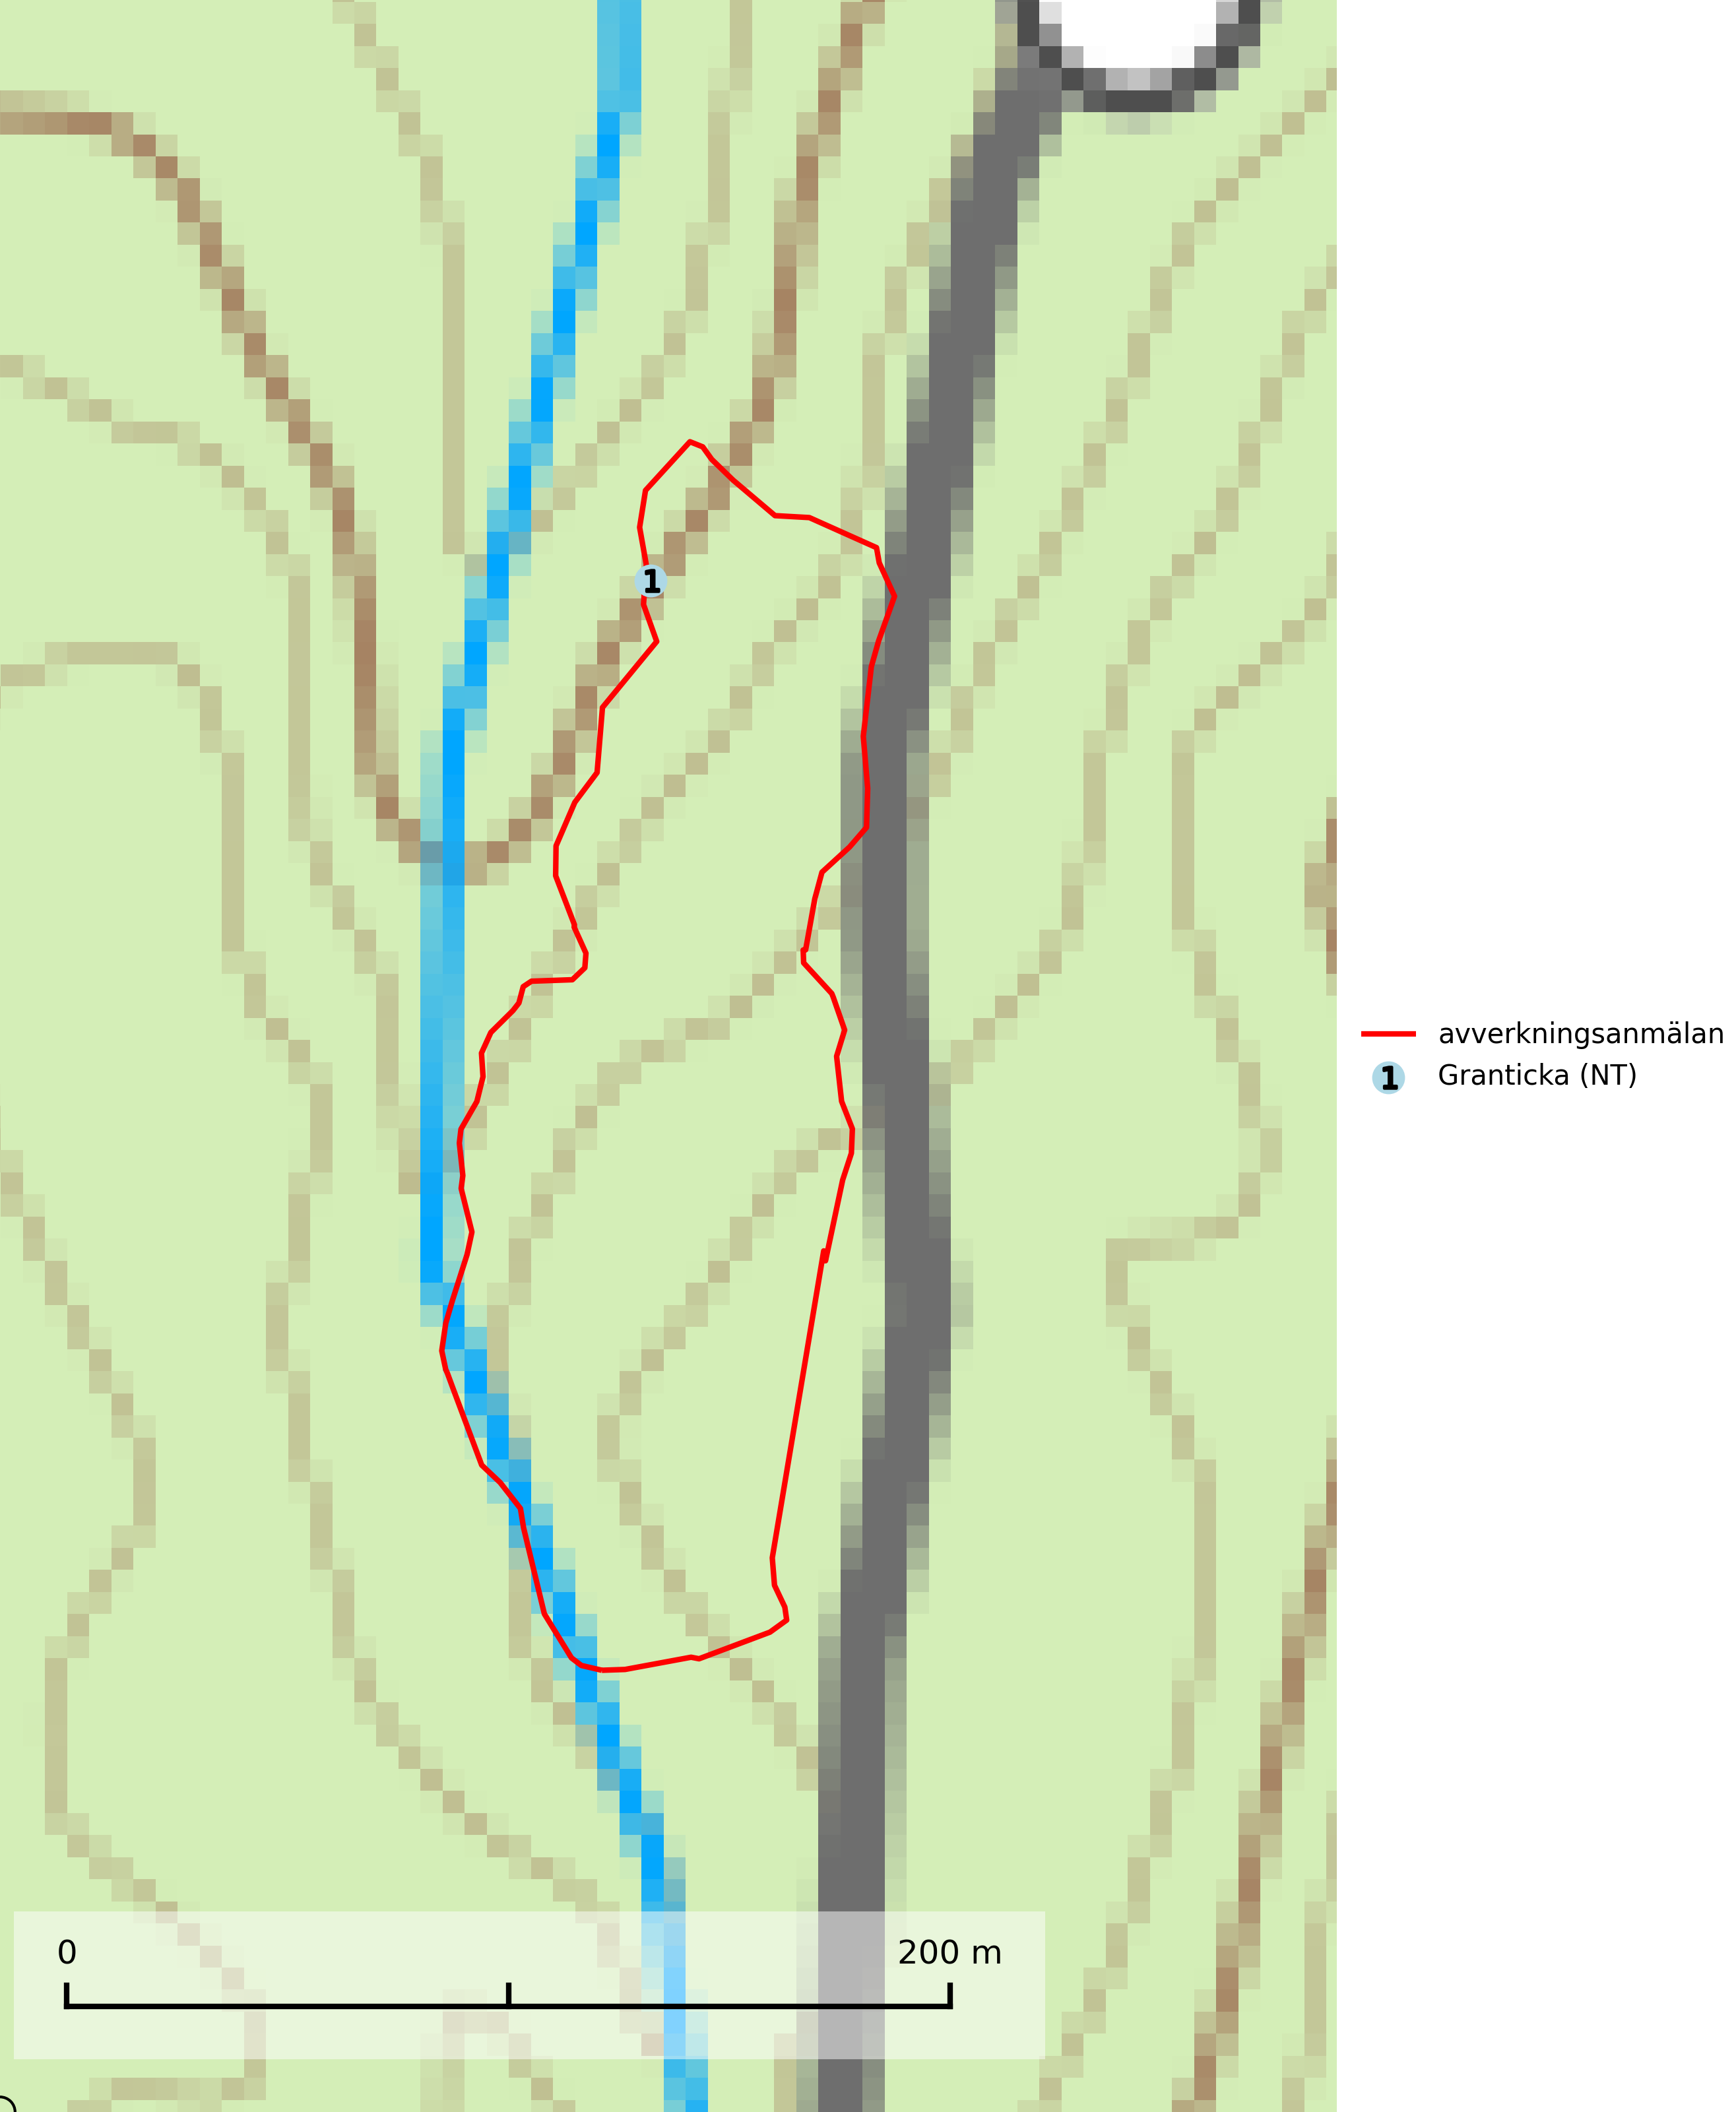 1
avverkningsanmälan
1 Granticka (NT)
0 200 m